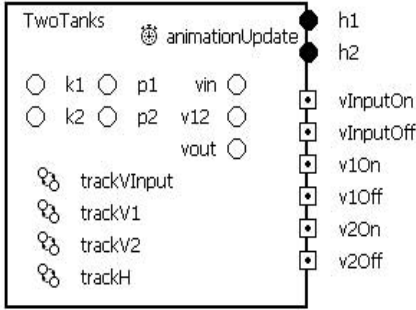 TwoTanks
animationUpdate
h1
h2
k1 p1 vin
k2 p2 v12
vout
vInputOn
vInputOff
v1On
v1Off
v2On
v2Off
trackVInput
trackV1
trackV2
trackH